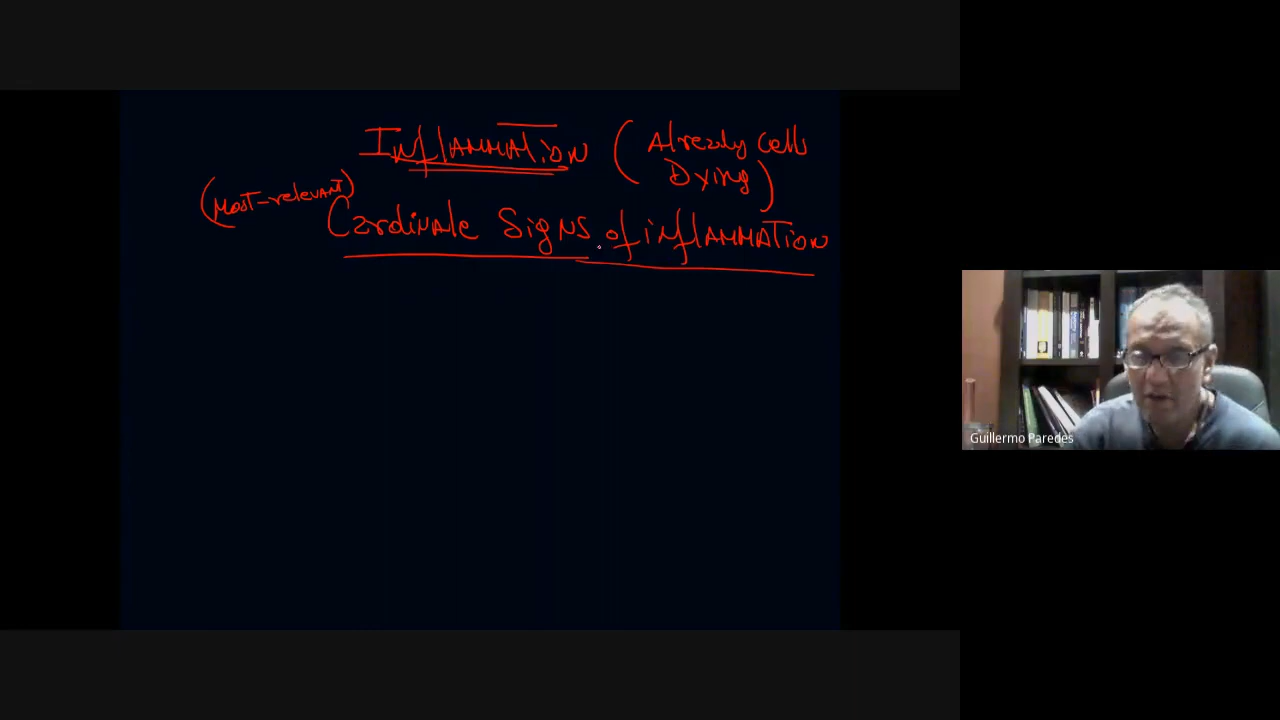 Inflammation (Already Cells
Dying)
(Most-relevant)
Cardinale Signs of inflammation
Guillermo Paredes